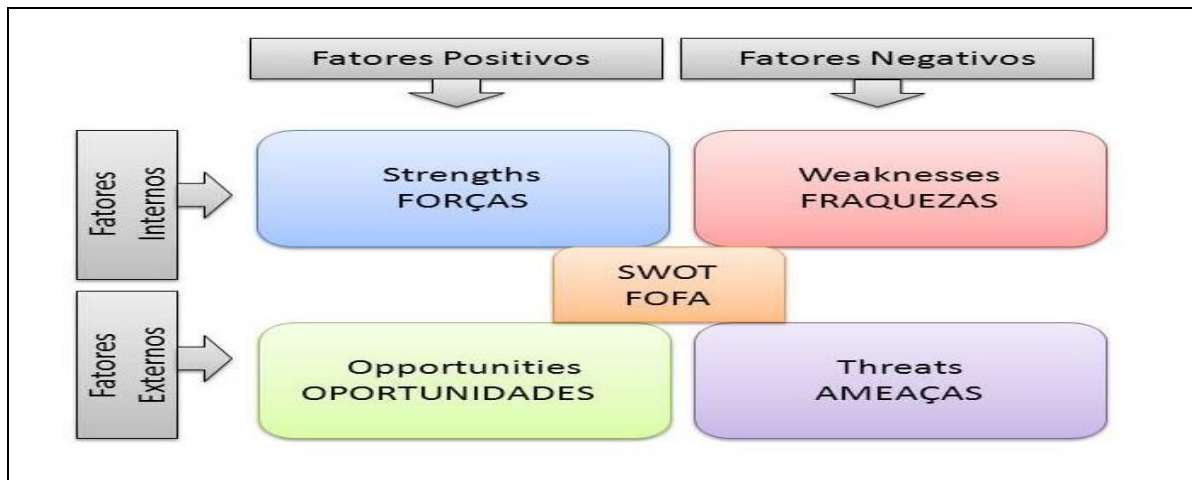 Fatores Positivos
Fatores Negativos
Fatores
Internos
Strengths
FORÇAS
Weaknesses
FRAQUEZAS
SWOT
FOFA
Fatores
Externos
Opportunities
OPORTUNIDADES
Threats
AMEAÇAS